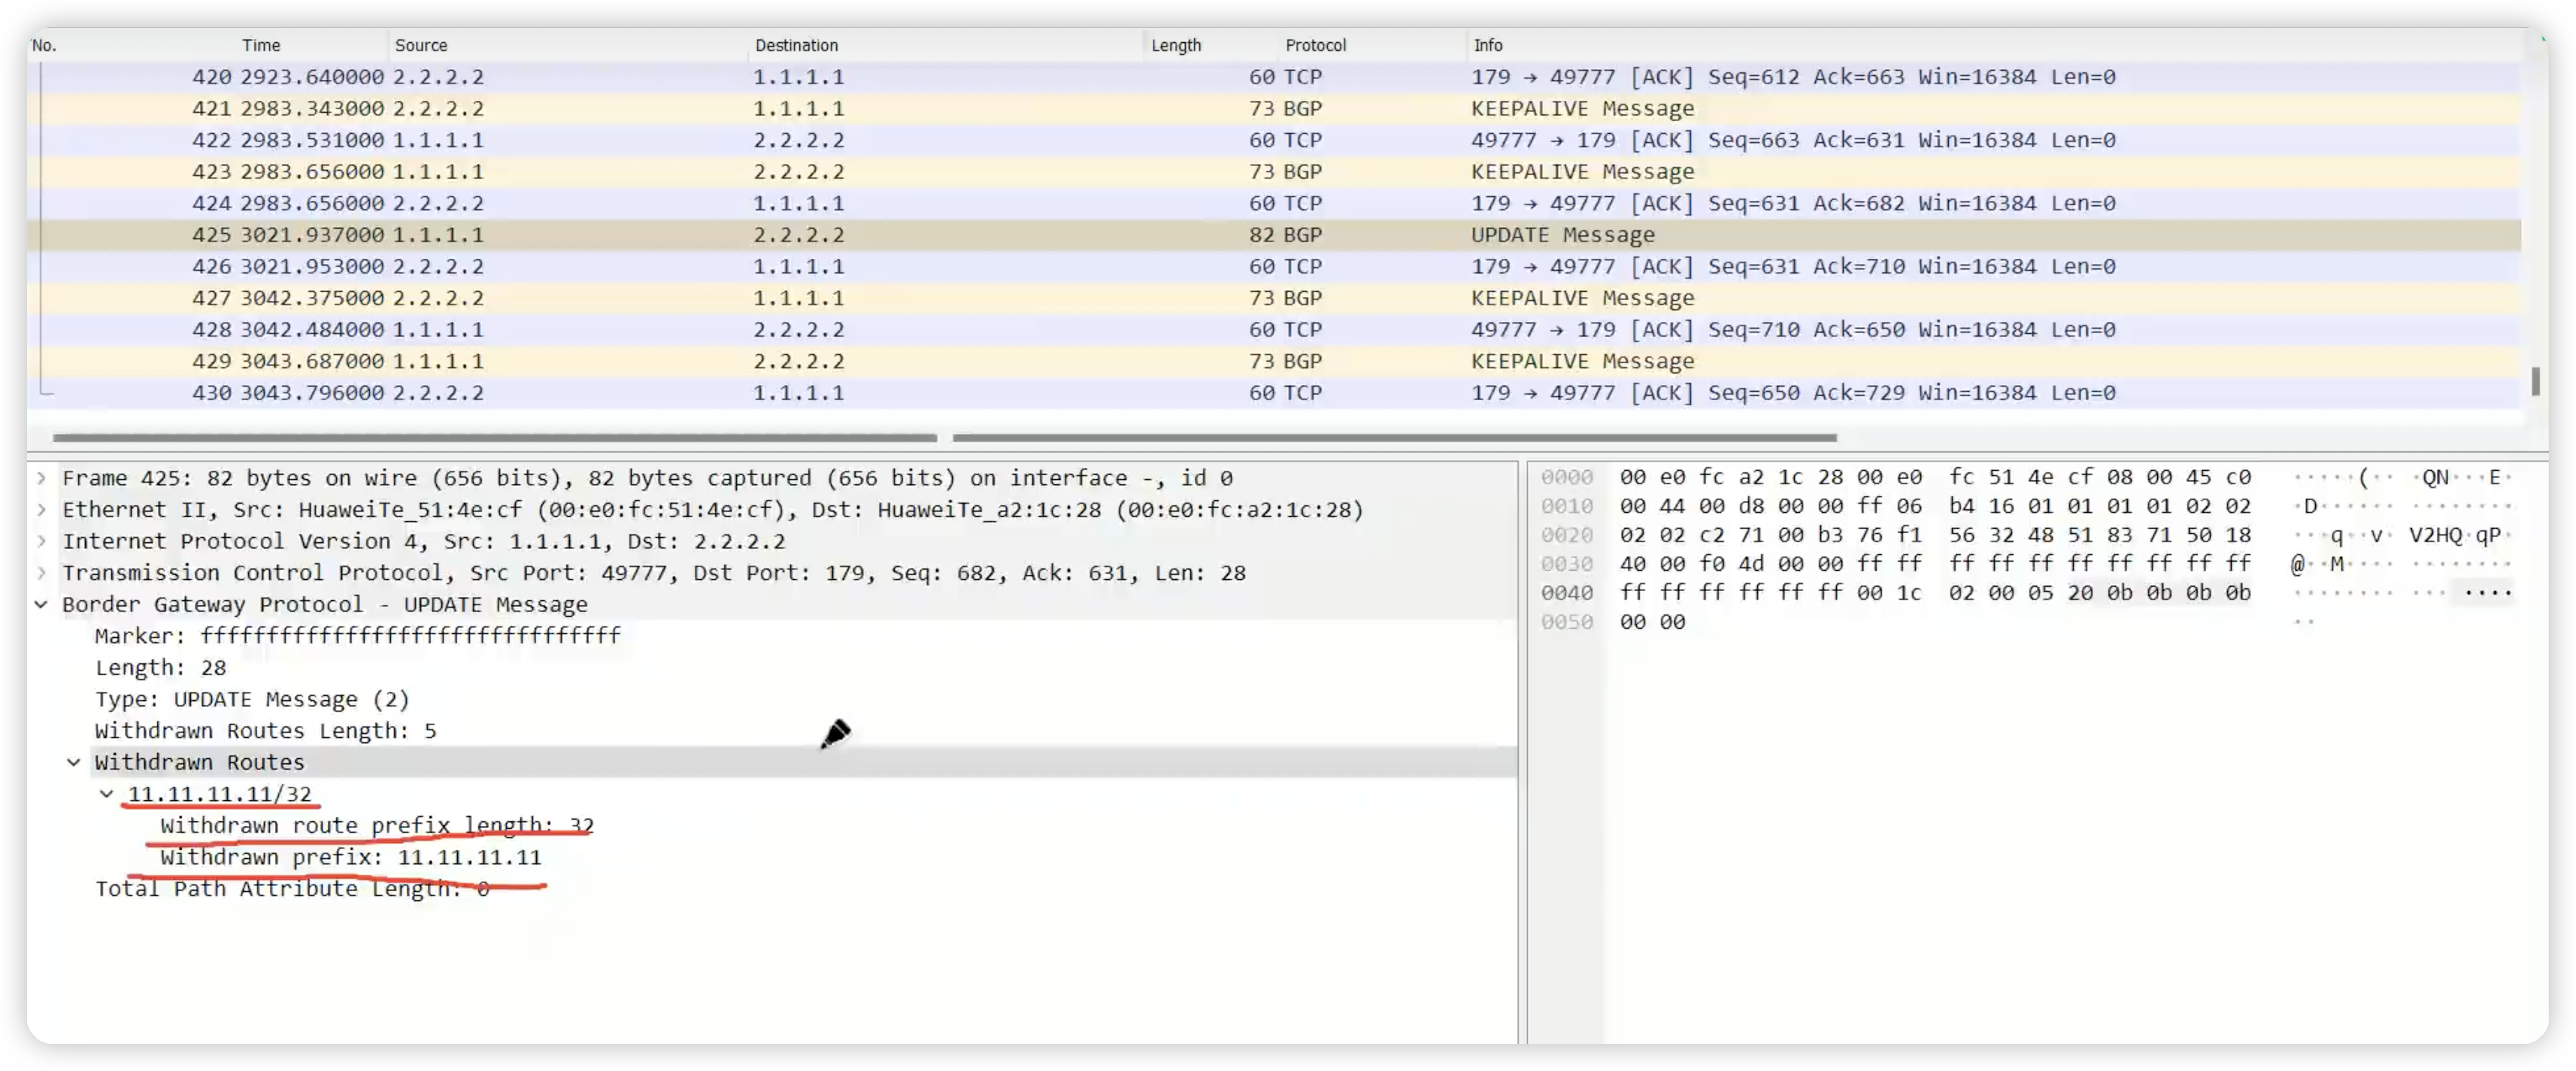 No. Time Source Destination Length Protocol Info
420 2923.640000 2.2.2.2 1.1.1.1 60 TCP 179 → 49777 [ACK] Seq=612 Ack=663 Win=16384 Len=0
421 2983.343000 2.2.2.2 1.1.1.1 73 BGP KEEPALIVE Message
422 2983.531000 1.1.1.1 2.2.2.2 60 TCP 49777 → 179 [ACK] Seq=663 Ack=631 Win=16384 Len=0
423 2983.656000 1.1.1.1 2.2.2.2 73 BGP KEEPALIVE Message
424 2983.656000 2.2.2.2 1.1.1.1 60 TCP 179 → 49777 [ACK] Seq=631 Ack=682 Win=16384 Len=0
425 3021.937000 1.1.1.1 2.2.2.2 82 BGP UPDATE Message
426 3021.953000 2.2.2.2 1.1.1.1 60 TCP 179 → 49777 [ACK] Seq=631 Ack=710 Win=16384 Len=0
427 3042.375000 2.2.2.2 1.1.1.1 73 BGP KEEPALIVE Message
428 3042.484000 1.1.1.1 2.2.2.2 60 TCP 49777 → 179 [ACK] Seq=710 Ack=650 Win=16384 Len=0
429 3043.687000 1.1.1.1 2.2.2.2 73 BGP KEEPALIVE Message
430 3043.796000 2.2.2.2 1.1.1.1 60 TCP 179 → 49777 [ACK] Seq=650 Ack=729 Win=16384 Len=0
Frame 425: 82 bytes on wire (656 bits), 82 bytes captured (656 bits) on interface -, id 0
Ethernet II, Src: HuaweiTe_51:4e:cf (00:e0:fc:51:4e:cf), Dst: HuaweiTe_a2:1c:28 (00:e0:fc:a2:1c:28)
Internet Protocol Version 4, Src: 1.1.1.1, Dst: 2.2.2.2
Transmission Control Protocol, Src Port: 49777, Dst Port: 179, Seq: 682, Ack: 631, Len: 28
Border Gateway Protocol - UPDATE Message
Marker: ffffffffffffffffffffffffffffffff
Length: 28
Type: UPDATE Message (2)
Withdrawn Routes Length: 5
Withdrawn Routes
11.11.11.11/32
Withdrawn route prefix length: 32
Withdrawn prefix: 11.11.11.11
Total Path Attribute Length: 0
0000 00 e0 fc a2 1c 28 00 e0 fc 51 4e cf 08 00 45 c0 ·····(·· ·QN···E·
0010 00 44 00 d8 00 00 ff 06 b4 16 01 01 01 01 02 02 ·D······ ········
0020 02 02 c2 71 00 b3 76 f1 56 32 48 51 83 71 50 18 ···q··v· V2HQ·qP·
0030 40 00 f0 4d 00 00 ff ff ff ff ff ff ff ff ff ff @··M···· ········
0040 ff ff ff ff ff ff 00 1c 02 00 05 20 0b 0b 0b 0b ········ ··· ····
0050 00 00 ··